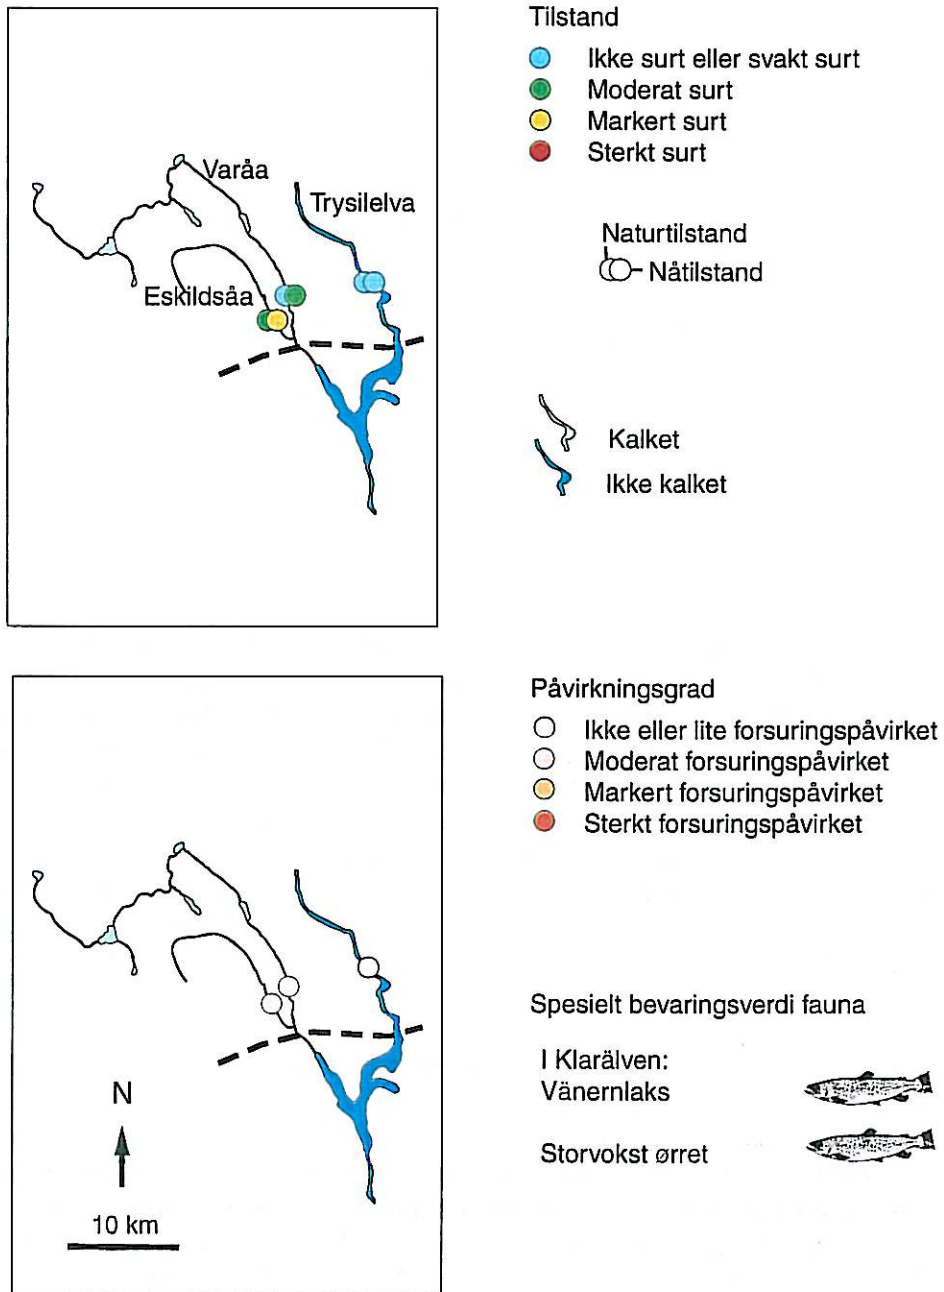 Tilstand
Ikke surt eller svakt surt
Moderat surt
Markert surt
Sterkt surt
Varåa
Trysilelva
Eskildsåa
Naturtilstand
Nåtilstand
Kalket
Ikke kalket
Påvirkningsgrad
Ikke eller lite forsuringspåvirket
Moderat forsuringspåvirket
Markert forsuringspåvirket
Sterkt forsuringspåvirket
Spesielt bevaringsverdi fauna
I Klarälven:
Vänernlaks
Storvokst ørret
N
10 km